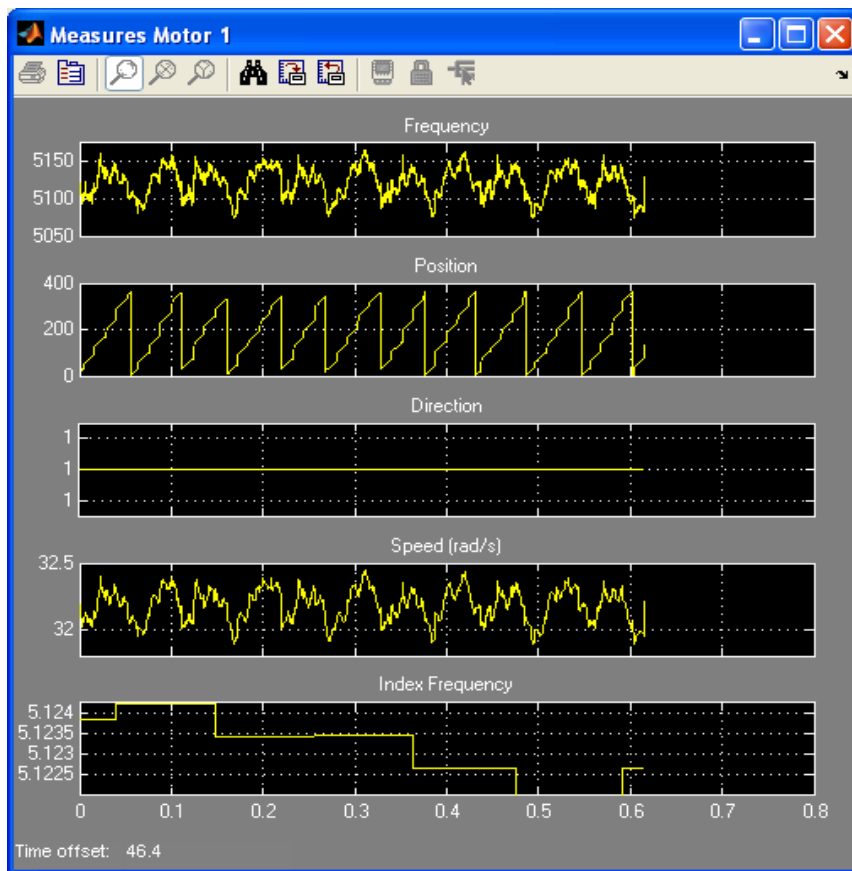 Measures Motor 1
Frequency
5150
5100
5050
Position
400
200
0
Direction
1
1
1
Speed (rad/s)
32.5
32
Index Frequency
5.124
5.1235
5.123
5.1225
0 0.1 0.2 0.3 0.4 0.5 0.6 0.7 0.8
Time offset: 46.4